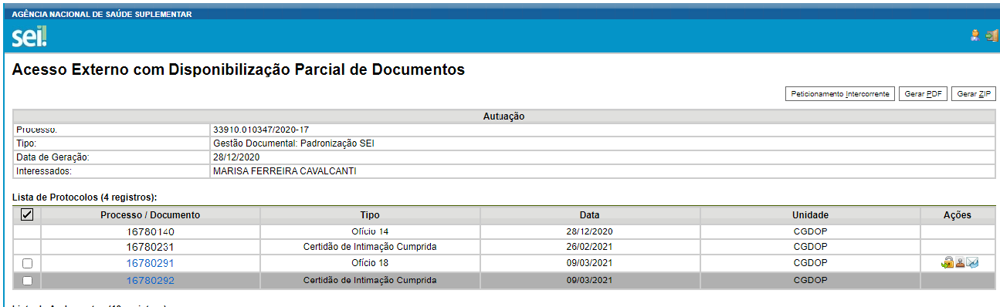 AGÊNCIA NACIONAL DE SAÚDE SUPLEMENTAR
sei!
Acesso Externo com Disponibilização Parcial de Documentos
Peticionamento Intercorrente Gerar PDF Gerar ZIP
Autuação
Processo: 33910.010347/2020-17
Tipo: Gestão Documental: Padronização SEI
Data de Geração: 28/12/2020
Interessados: MARISA FERREIRA CAVALCANTI
Lista de Protocolos (4 registros):
Processo / Documento Tipo Data Unidade Ações
16780140 Ofício 14 28/12/2020 CGDOP
16780231 Certidão de Intimação Cumprida 26/02/2021 CGDOP
16780291 Ofício 18 09/03/2021 CGDOP
16780292 Certidão de Intimação Cumprida 09/03/2021 CGDOP